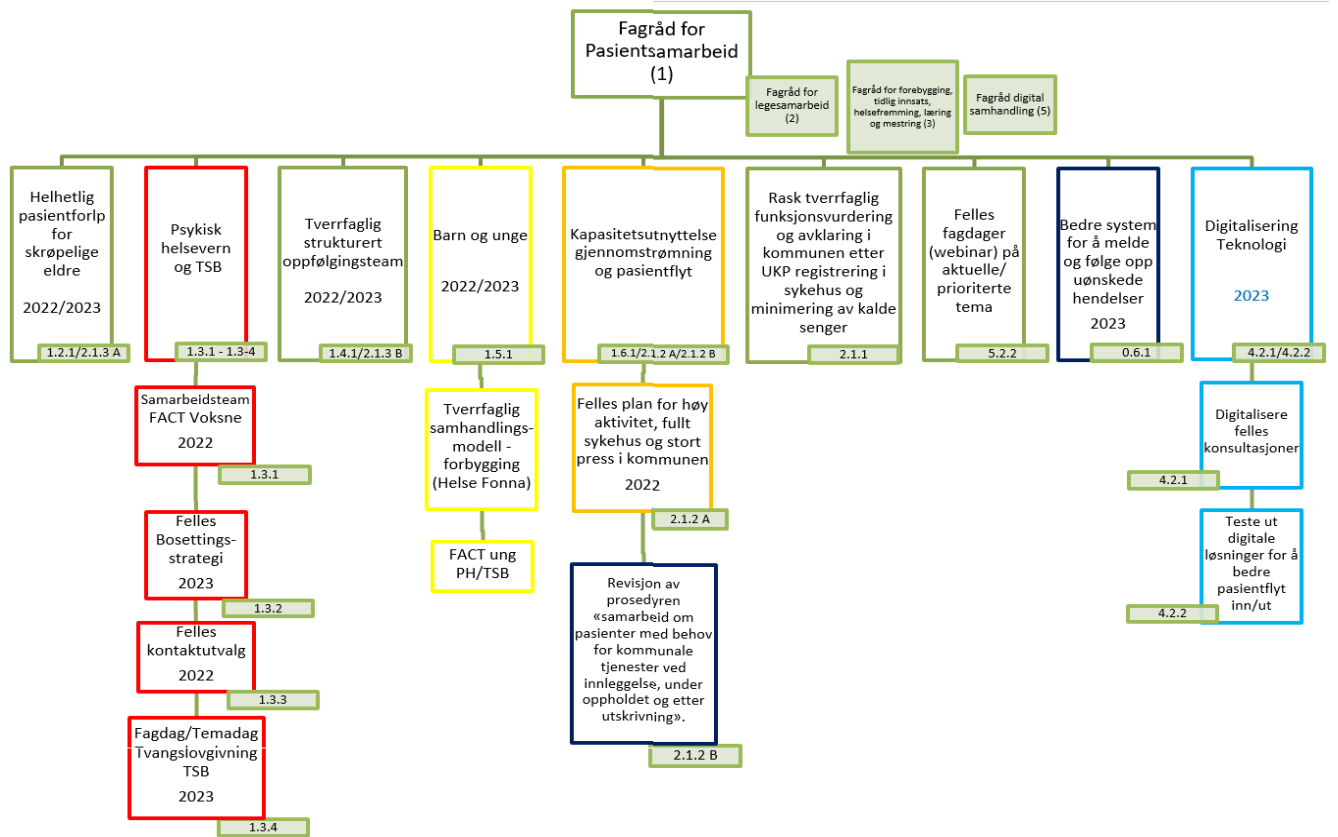 Fagråd for
Pasientsamarbeid
(1)
Fagråd for
legesamarbeid
(2)
Fagråd for forebygging,
tidlig innsats,
helsefremming, læring
og mestring (3)
Fagråd digital
samhandling (5)
Helhetlig
pasientforlp
for
skrøpelige
eldre
2022/2023
1.2.1/2.1.3 A
Psykisk
helsevern
og TSB
1.3.1 - 1.3-4
Tverrfaglig
strukturert
oppfølgingsteam
2022/2023
1.4.1/2.1.3 B
Barn og unge
2022/2023
1.5.1
Kapasitetsutnyttelse
gjennomstrømning
og pasientflyt
1.6.1/2.1.2 A/2.1.2 B
Rask tverrfaglig
funksjonsvurdering
og avklaring i
kommunen etter
UKP registrering i
sykehus og
minimering av kalde
senger
2.1.1
Felles
fagdager
(webinar) på
aktuelle/
prioriterte
tema
5.2.2
Bedre system
for å melde
og følge opp
uønskede
hendelser
2023
0.6.1
Digitalisering
Teknologi
2023
4.2.1/4.2.2
Samarbeidsteam
FACT Voksne
2022
1.3.1
Felles
Bosettings-
strategi
2023
1.3.2
Felles
kontaktutvalg
2022
1.3.3
Fagdag/Temadag
Tvangslovgivning
TSB
2023
1.3.4
Tverrfaglig
samhandlings-
modell -
forbygging
(Helse Fonna)
FACT ung
PH/TSB
Felles plan for høy
aktivitet, fullt
sykehus og stort
press i kommunen
2022
2.1.2 A
Revisjon av
prosedyren
«samarbeid om
pasienter med behov
for kommunale
tjenester ved
innleggelse, under
oppholdet og etter
utskrivning».
2.1.2 B
Digitalisere
felles
konsultasjoner
4.2.1
Teste ut
digitale
løsninger for å
bedre
pasientflyt
inn/ut
4.2.2